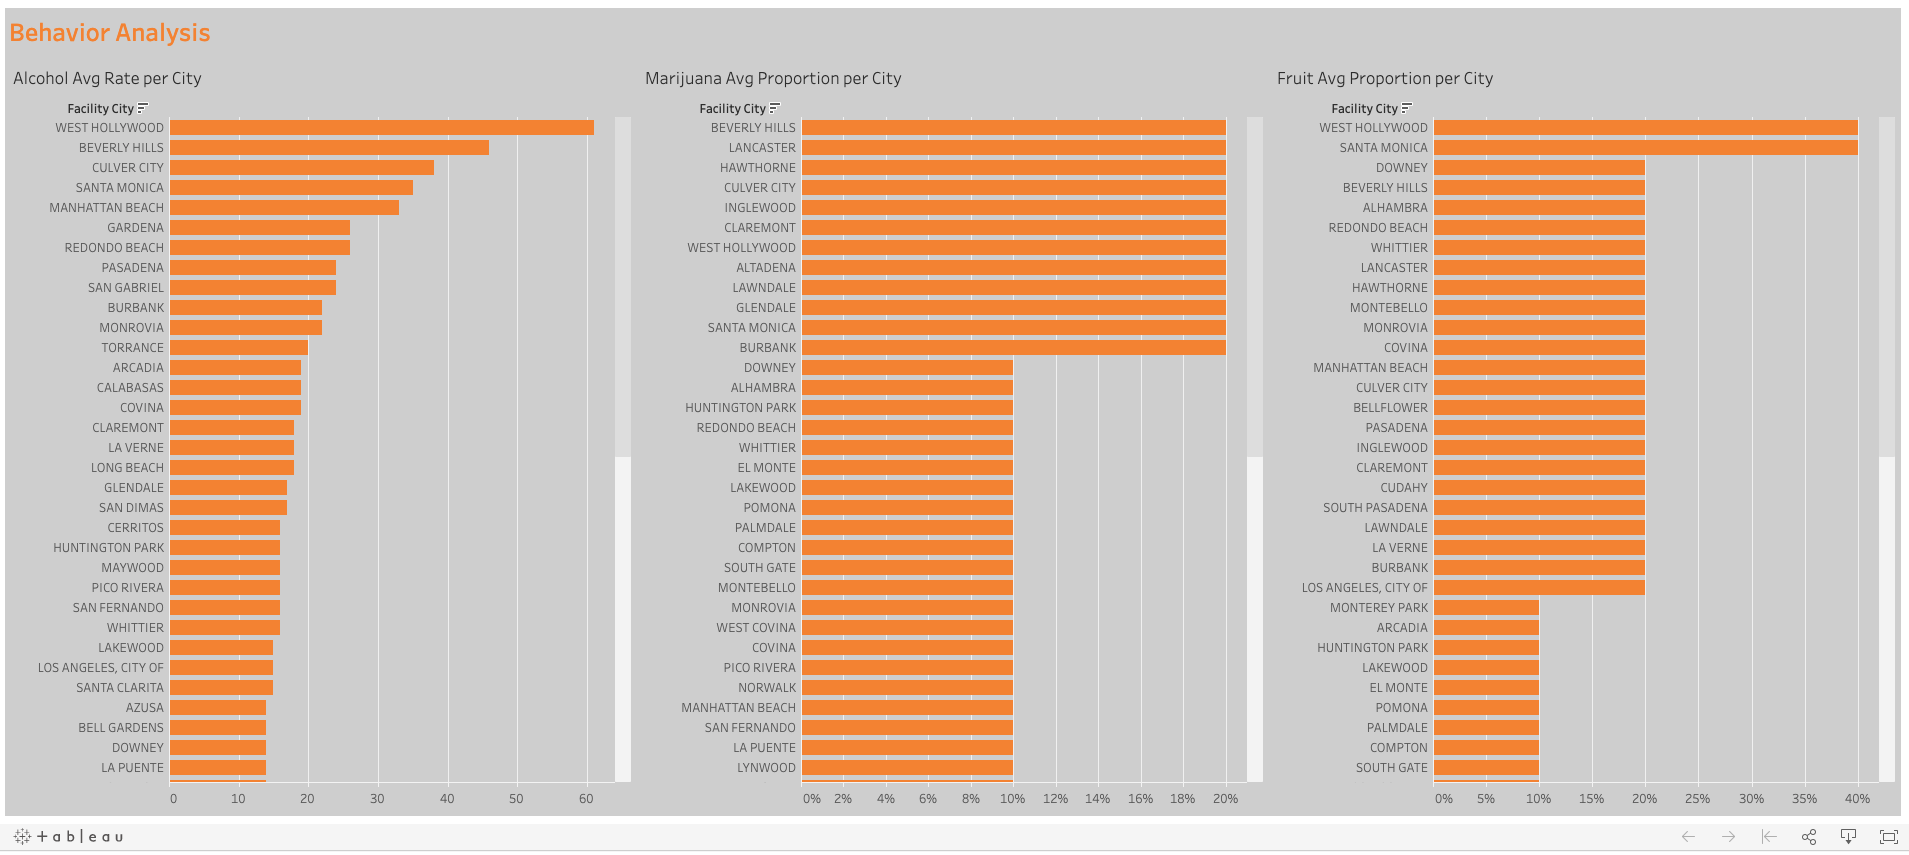 Behavior Analysis
Alcohol Avg Rate per City
Facility City
WEST HOLLYWOOD
BEVERLY HILLS
CULVER CITY
SANTA MONICA
MANHATTAN BEACH
GARDENA
REDONDO BEACH
PASADENA
SAN GABRIEL
BURBANK
MONROVIA
TORRANCE
ARCADIA
CALABASAS
COVINA
CLAREMONT
LA VERNE
LONG BEACH
GLENDALE
SAN DIMAS
CERRITOS
HUNTINGTON PARK
MAYWOOD
PICO RIVERA
SAN FERNANDO
WHITTIER
LAKEWOOD
LOS ANGELES, CITY OF
SANTA CLARITA
AZUSA
BELL GARDENS
DOWNEY
LA PUENTE
0 10 20 30 40 50 60
Marijuana Avg Proportion per City
Facility City
BEVERLY HILLS
LANCASTER
HAWTHORNE
CULVER CITY
INGLEWOOD
CLAREMONT
WEST HOLLYWOOD
ALTADENA
LAWNDALE
GLENDALE
SANTA MONICA
BURBANK
DOWNEY
ALHAMBRA
HUNTINGTON PARK
REDONDO BEACH
WHITTIER
EL MONTE
LAKEWOOD
POMONA
PALMDALE
COMPTON
SOUTH GATE
MONTEBELLO
MONROVIA
WEST COVINA
COVINA
PICO RIVERA
NORWALK
MANHATTAN BEACH
SAN FERNANDO
LA PUENTE
LYNWOOD
0% 2% 4% 6% 8% 10% 12% 14% 16% 18% 20%
Fruit Avg Proportion per City
Facility City
WEST HOLLYWOOD
SANTA MONICA
DOWNEY
BEVERLY HILLS
ALHAMBRA
REDONDO BEACH
WHITTIER
LANCASTER
HAWTHORNE
MONTEBELLO
MONROVIA
COVINA
MANHATTAN BEACH
CULVER CITY
BELLFLOWER
PASADENA
INGLEWOOD
CLAREMONT
CUDAHY
SOUTH PASADENA
LAWNDALE
LA VERNE
BURBANK
LOS ANGELES, CITY OF
MONTEREY PARK
ARCADIA
HUNTINGTON PARK
LAKEWOOD
EL MONTE
POMONA
PALMDALE
COMPTON
SOUTH GATE
0% 5% 10% 15% 20% 25% 30% 35% 40%
+ableau